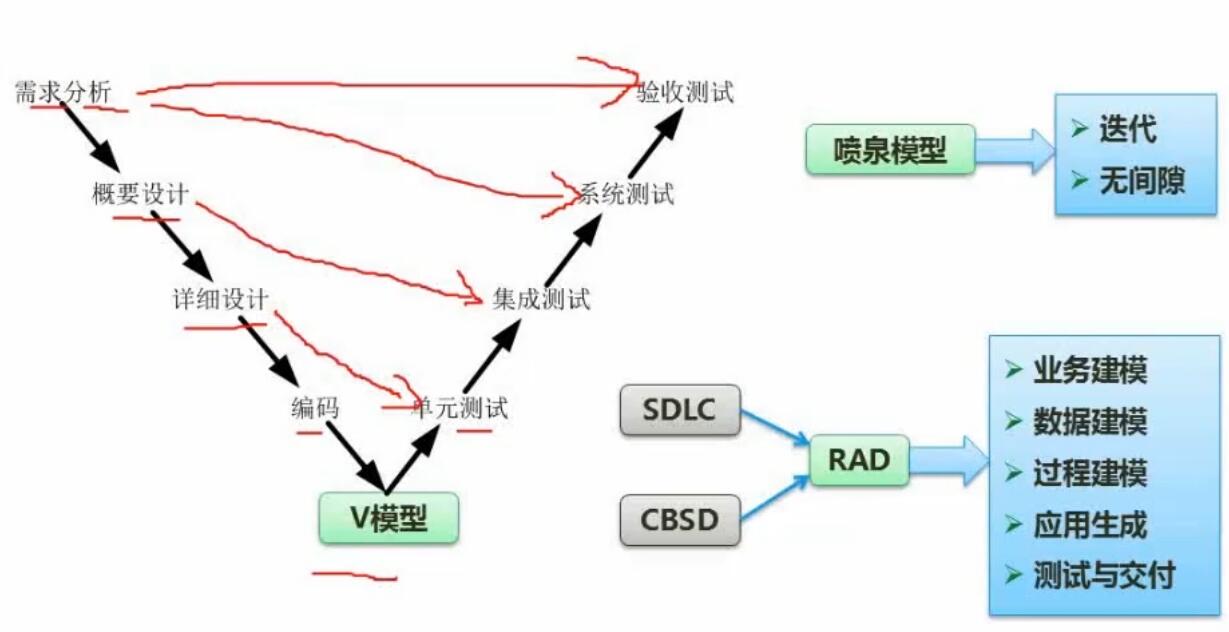 需求分析
验收测试
概要设计
系统测试
详细设计
集成测试
编码
单元测试
V模型
喷泉模型
迭代
无间隙
SDLC
CBSD
RAD
业务建模
数据建模
过程建模
应用生成
测试与交付